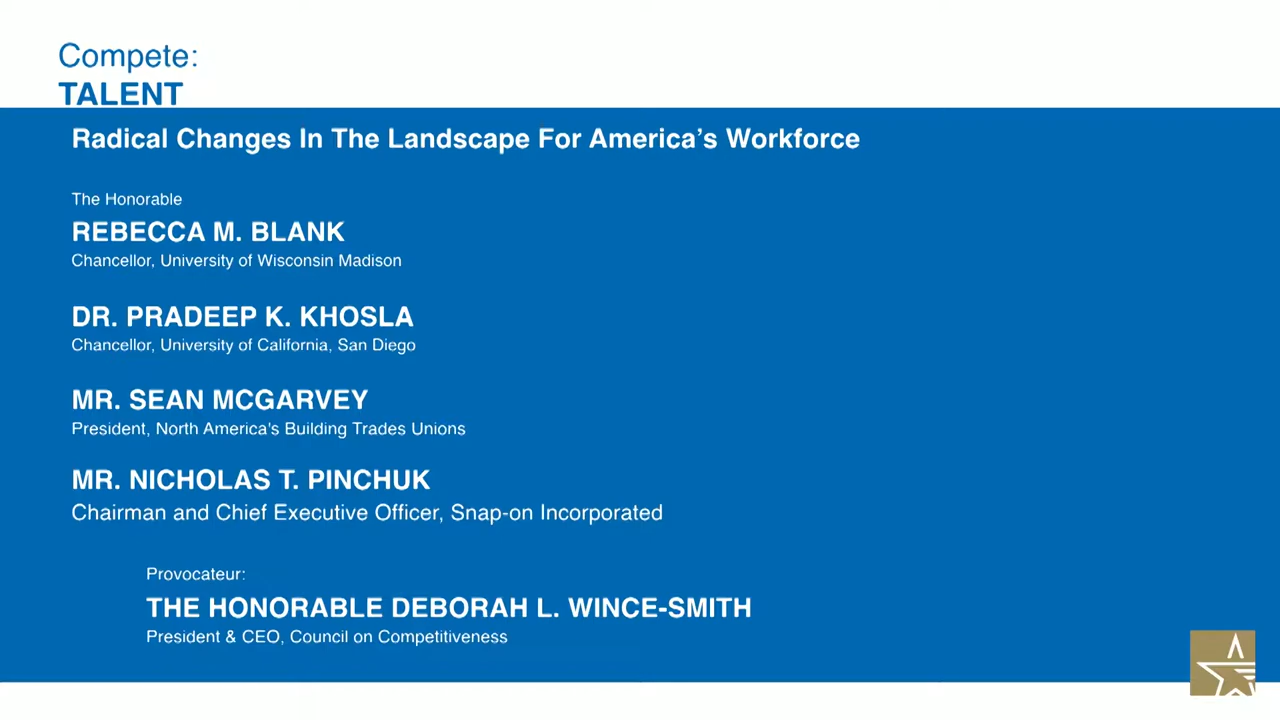 Compete:
TALENT
Radical Changes In The Landscape For America's Workforce
The Honorable
REBECCA M. BLANK
Chancellor, University of Wisconsin Madison
DR. PRADEEP K. KHOSLA
Chancellor, University of California, San Diego
MR. SEAN MCGARVEY
President, North America's Building Trades Unions
MR. NICHOLAS T. PINCHUK
Chairman and Chief Executive Officer, Snap-on Incorporated
Provocateur:
THE HONORABLE DEBORAH L. WINCE-SMITH
President & CEO, Council on Competitiveness